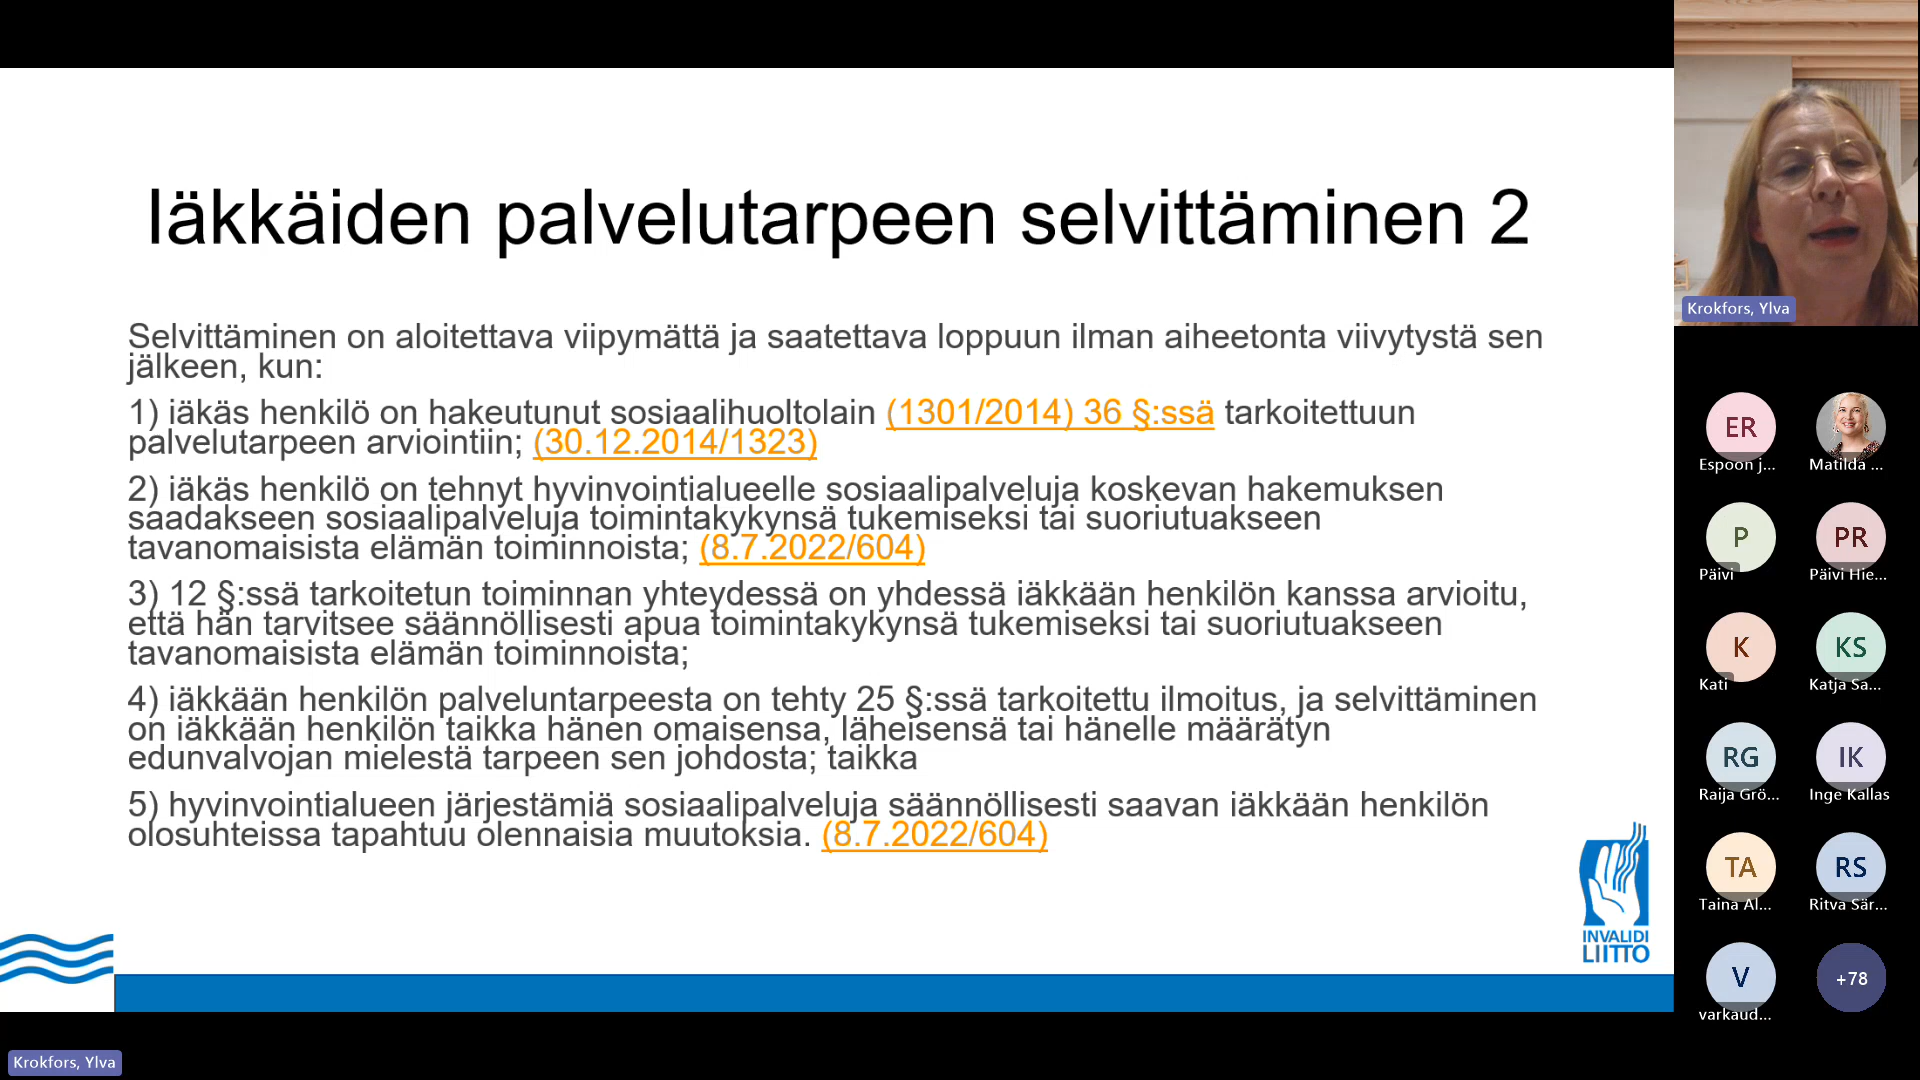 Iäkkäiden palvelutarpeen selvittäminen 2
Selvittäminen on aloitettava viipymättä ja saatettava loppuun ilman aiheetonta viivytystä sen
jälkeen, kun:
1) iäkäs henkilö on hakeutunut sosiaalihuoltolain (1301/2014) 36 §:ssä tarkoitettuun
palvelutarpeen arviointiin; (30.12.2014/1323)
2) iäkäs henkilö on tehnyt hyvinvointialueelle sosiaalipalveluja koskevan hakemuksen
saadakseen sosiaalipalveluja toimintakykynsä tukemiseksi tai suoriutuakseen
tavanomaisista elämän toiminnoista; (8.7.2022/604)
3) 12 §:ssä tarkoitetun toiminnan yhteydessä on yhdessä iäkkään henkilön kanssa arvioitu,
että hän tarvitsee säännöllisesti apua toimintakykynsä tukemiseksi tai suoriutuakseen
tavanomaisista elämän toiminnoista;
4) iäkkään henkilön palveluntarpeesta on tehty 25 §:ssä tarkoitettu ilmoitus, ja selvittäminen
on iäkkään henkilön taikka hänen omaisensa, läheisensä tai hänelle määrätyn
edunvalvojan mielestä tarpeen sen johdosta; taikka
5) hyvinvointialueen järjestämiä sosiaalipalveluja säännöllisesti saavan iäkkään henkilön
olosuhteissa tapahtuu olennaisia muutoksia. (8.7.2022/604)
INVALIDI
LIITTO
Krokfors, Ylva
Krokfors, Ylva
ER
Espoon j...
Matilda ...
P
Päivi
PR
Päivi Hie...
K
Kati
KS
Katja Sa...
RG
Raija Grö...
IK
Inge Kallas
TA
Taina Al...
RS
Ritva Sär...
V
varkaud...
+78